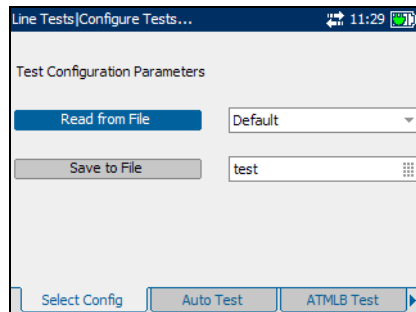 Line Tests|Configure Tests... 11:29
Test Configuration Parameters
Read from File Default
Save to File test
Select Config Auto Test ATMLB Test